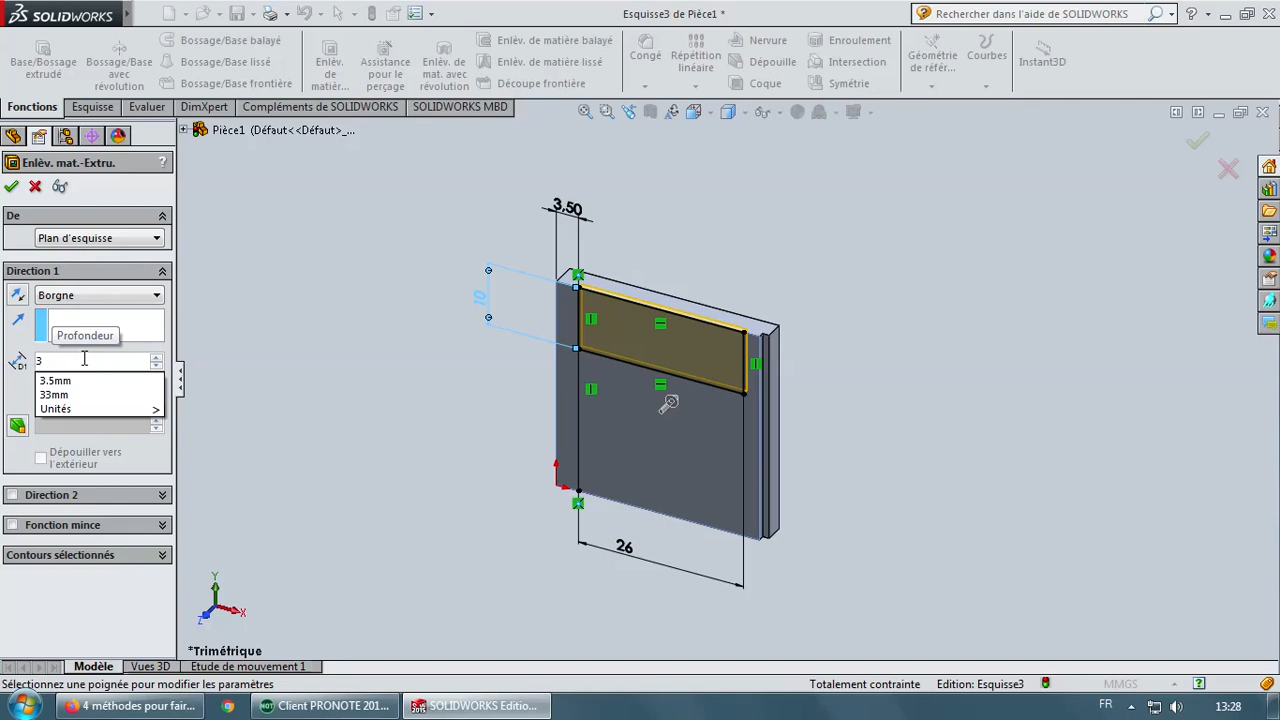 SOLIDWORKS
Esquisse3 de Pièce1 *
Rechercher dans l'aide de SOLIDWORKS
?
Base/Bossage
extrudé
Bossage/Base
avec
révolution
Bossage/Base balayé
Bossage/Base lissé
Bossage/Base frontière
Enlèv.
de
matièr...
Assistance
pour le
perçage
Enlèv. de
mat. avec
révolution
Enlèv. de matière balayé
Enlèv. de matière lissé
Découpe frontière
Congé
Répétition
linéaire
Nervure
Dépouille
Coque
Enroulement
Intersection
Symétrie
Géométrie
de référ...
Courbes
Instant3D
Fonctions
Esquisse
Evaluer
DimXpert
Compléments de SOLIDWORKS
SOLIDWORKS MBD
Pièce1 (Défaut<<Défaut>_...
Enlèv. mat.-Extru.
?
De
Plan d'esquisse
Direction 1
Borgne
Profondeur
D1
3
3.5mm
33mm
Unités >
Dépouiller vers
l'extérieur
Direction 2
Fonction mince
Contours sélectionnés
3,50
10
26
Y
X
Z
*Trimétrique
Modèle
Vues 3D
Etude de mouvement 1
Sélectionnez une poignée pour modifier les paramètres
Totalement contrainte
Edition: Esquisse3
MMGS
?
4 méthodes pour fair...
Client PRONOTE 201...
SOLIDWORKS Editio...
FR
13:28